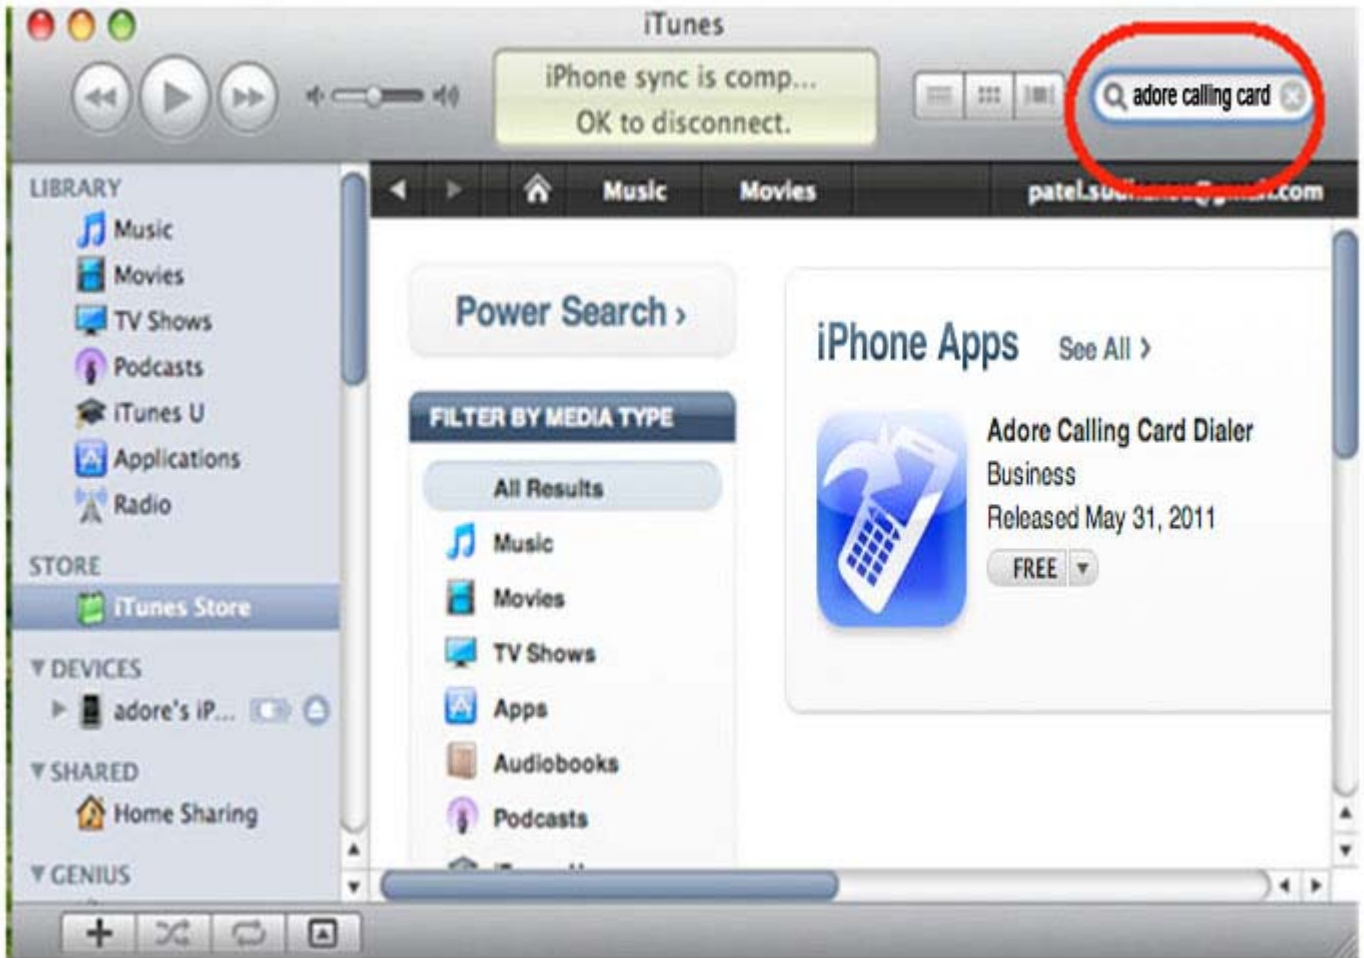 iTunes
iPhone sync is comp...
OK to disconnect.
adore calling card
LIBRARY
Music
Movies
TV Shows
Podcasts
iTunes U
Applications
Radio
STORE
iTunes Store
DEVICES
adore's iP...
SHARED
Home Sharing
GENIUS
Music
Movies
Power Search ›
FILTER BY MEDIA TYPE
All Results
Music
Movies
TV Shows
Apps
Audiobooks
Podcasts
iPhone Apps See All ›
Adore Calling Card Dialer
Business
Released May 31, 2011
FREE